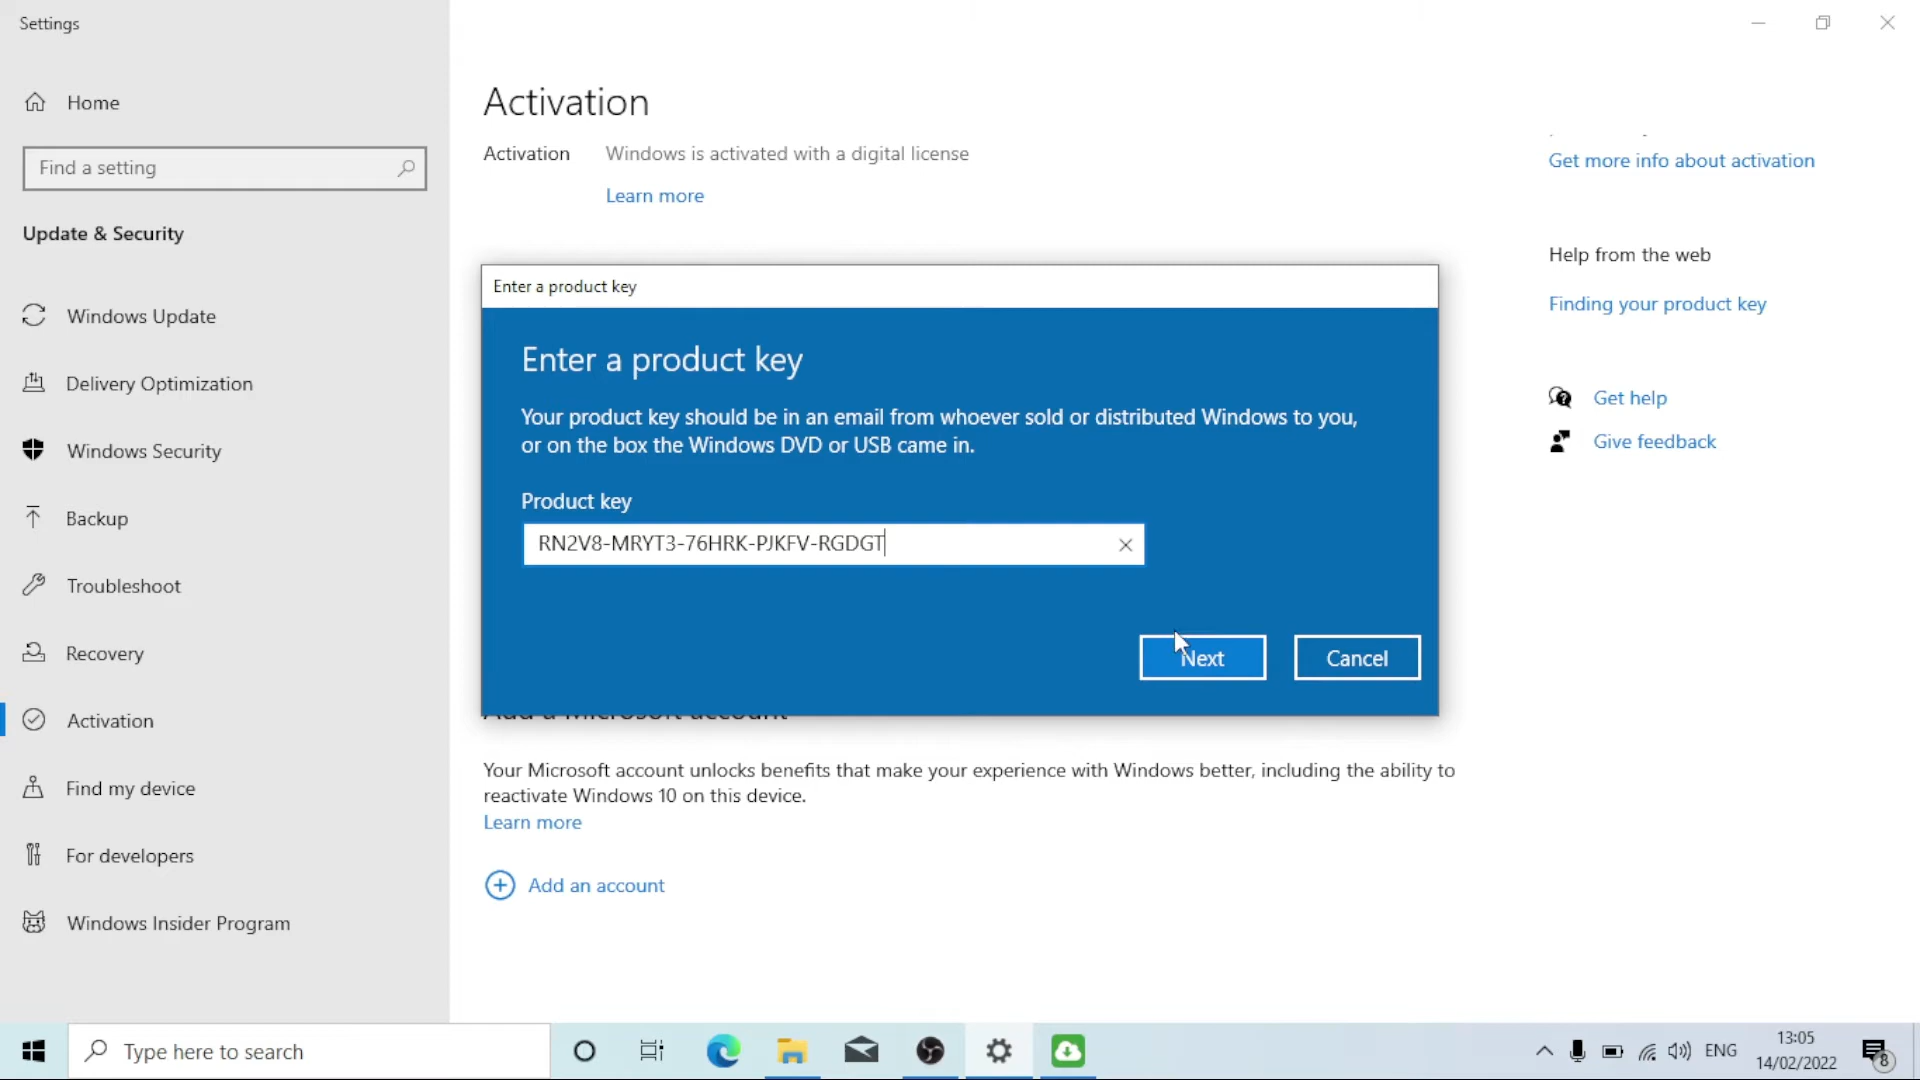 Settings
Home
Find a setting
Update & Security
Windows Update
Delivery Optimization
Windows Security
Backup
Troubleshoot
Recovery
Activation
Find my device
For developers
Windows Insider Program
Activation
Activation Windows is activated with a digital license
Learn more
Enter a product key
Enter a product key
Your product key should be in an email from whoever sold or distributed Windows to you,
or on the box the Windows DVD or USB came in.
Product key
RN2V8-MRYT3-76HRK-PJKFV-RGDGT
Next Cancel
Add a Microsoft account
Your Microsoft account unlocks benefits that make your experience with Windows better, including the ability to
reactivate Windows 10 on this device.
Learn more
Add an account
Get more info about activation
Help from the web
Finding your product key
Get help
Give feedback
Type here to search
ENG
13:05
14/02/2022
8